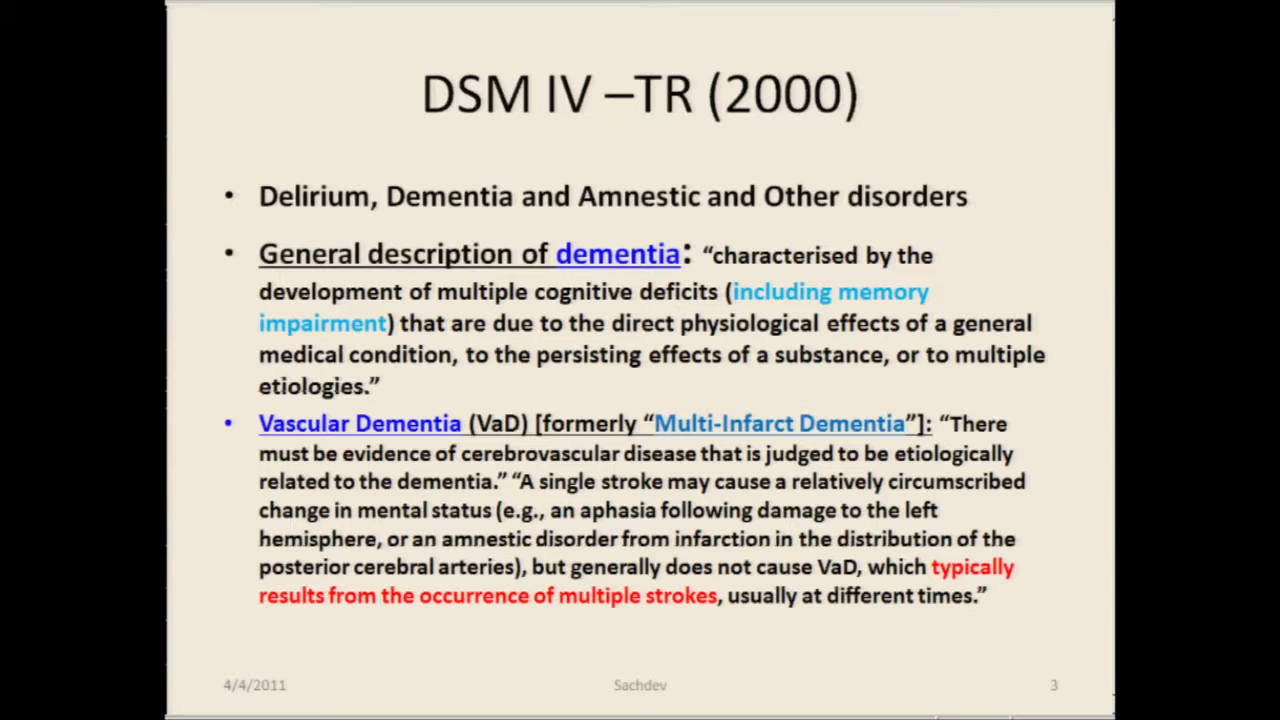 DSM IV –TR (2000)
• Delirium, Dementia and Amnestic and Other disorders
• General description of dementia: “characterised by the
development of multiple cognitive deficits (including memory
impairment) that are due to the direct physiological effects of a general
medical condition, to the persisting effects of a substance, or to multiple
etiologies.”
• Vascular Dementia (VaD) [formerly “Multi-Infarct Dementia”]: “There
must be evidence of cerebrovascular disease that is judged to be etiologically
related to the dementia.” “A single stroke may cause a relatively circumscribed
change in mental status (e.g., an aphasia following damage to the left
hemisphere, or an amnestic disorder from infarction in the distribution of the
posterior cerebral arteries), but generally does not cause VaD, which typically
results from the occurrence of multiple strokes, usually at different times.”
4/4/2011 Sachdev 3